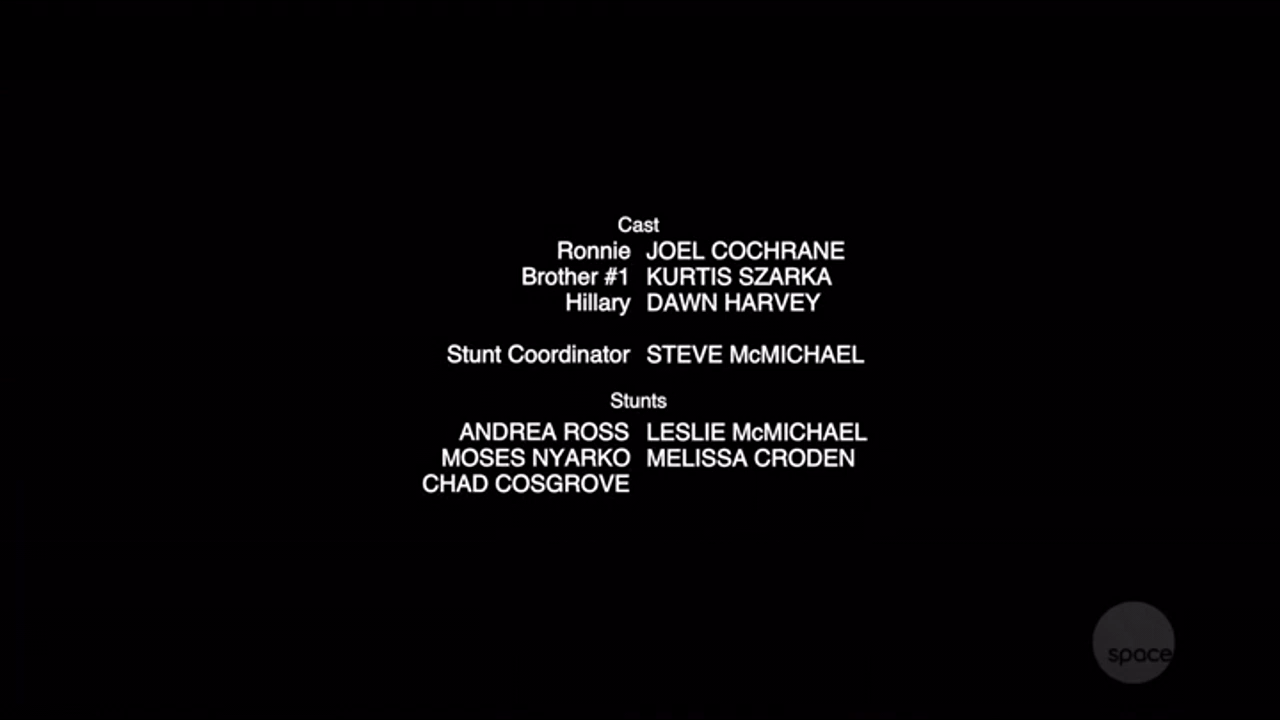 Cast
Ronnie JOEL COCHRANE
Brother #1 KURTIS SZARKA
Hillary DAWN HARVEY
Stunt Coordinator STEVE McMICHAEL
Stunts
ANDREA ROSS LESLIE McMICHAEL
MOSES NYARKO MELISSA CRODEN
CHAD COSGROVE
space